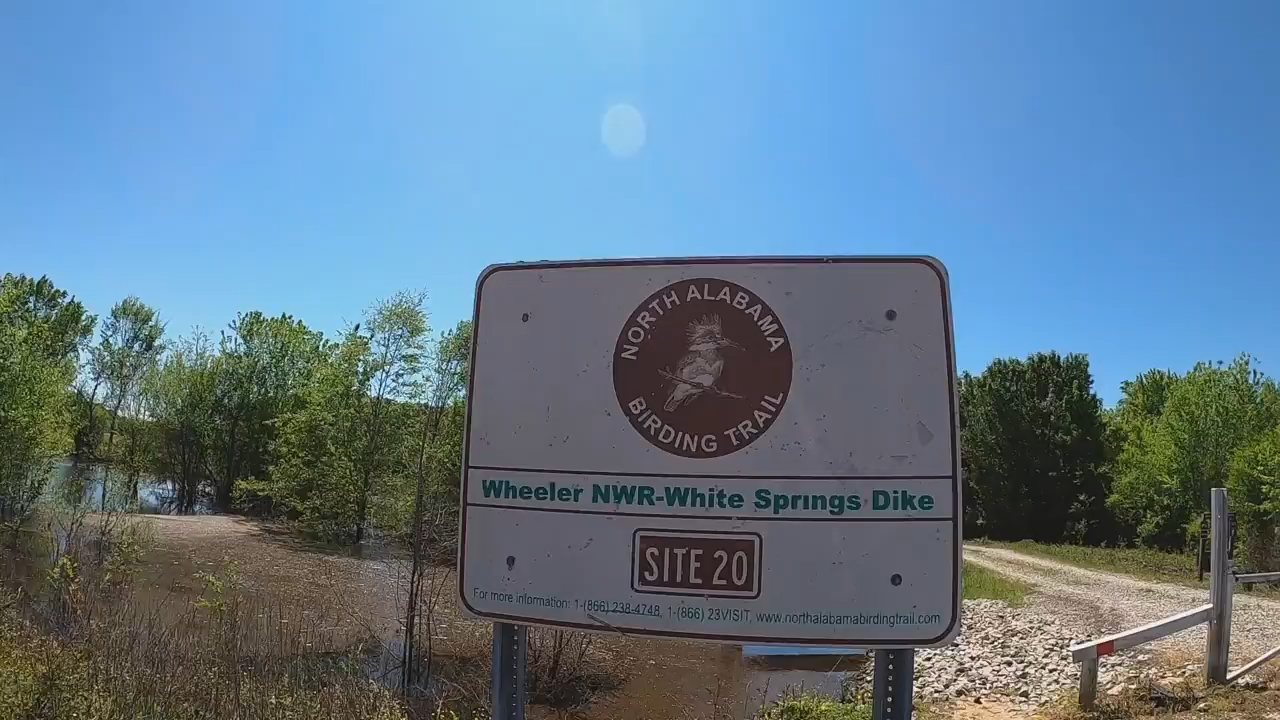 NORTH ALABAMA
BIRDING TRAIL
Wheeler NWR-White Springs Dike
SITE 20
For more information: 1-(866) 238-4748, 1-(866) 23VISIT, www.northalabamabirdingtrail.com